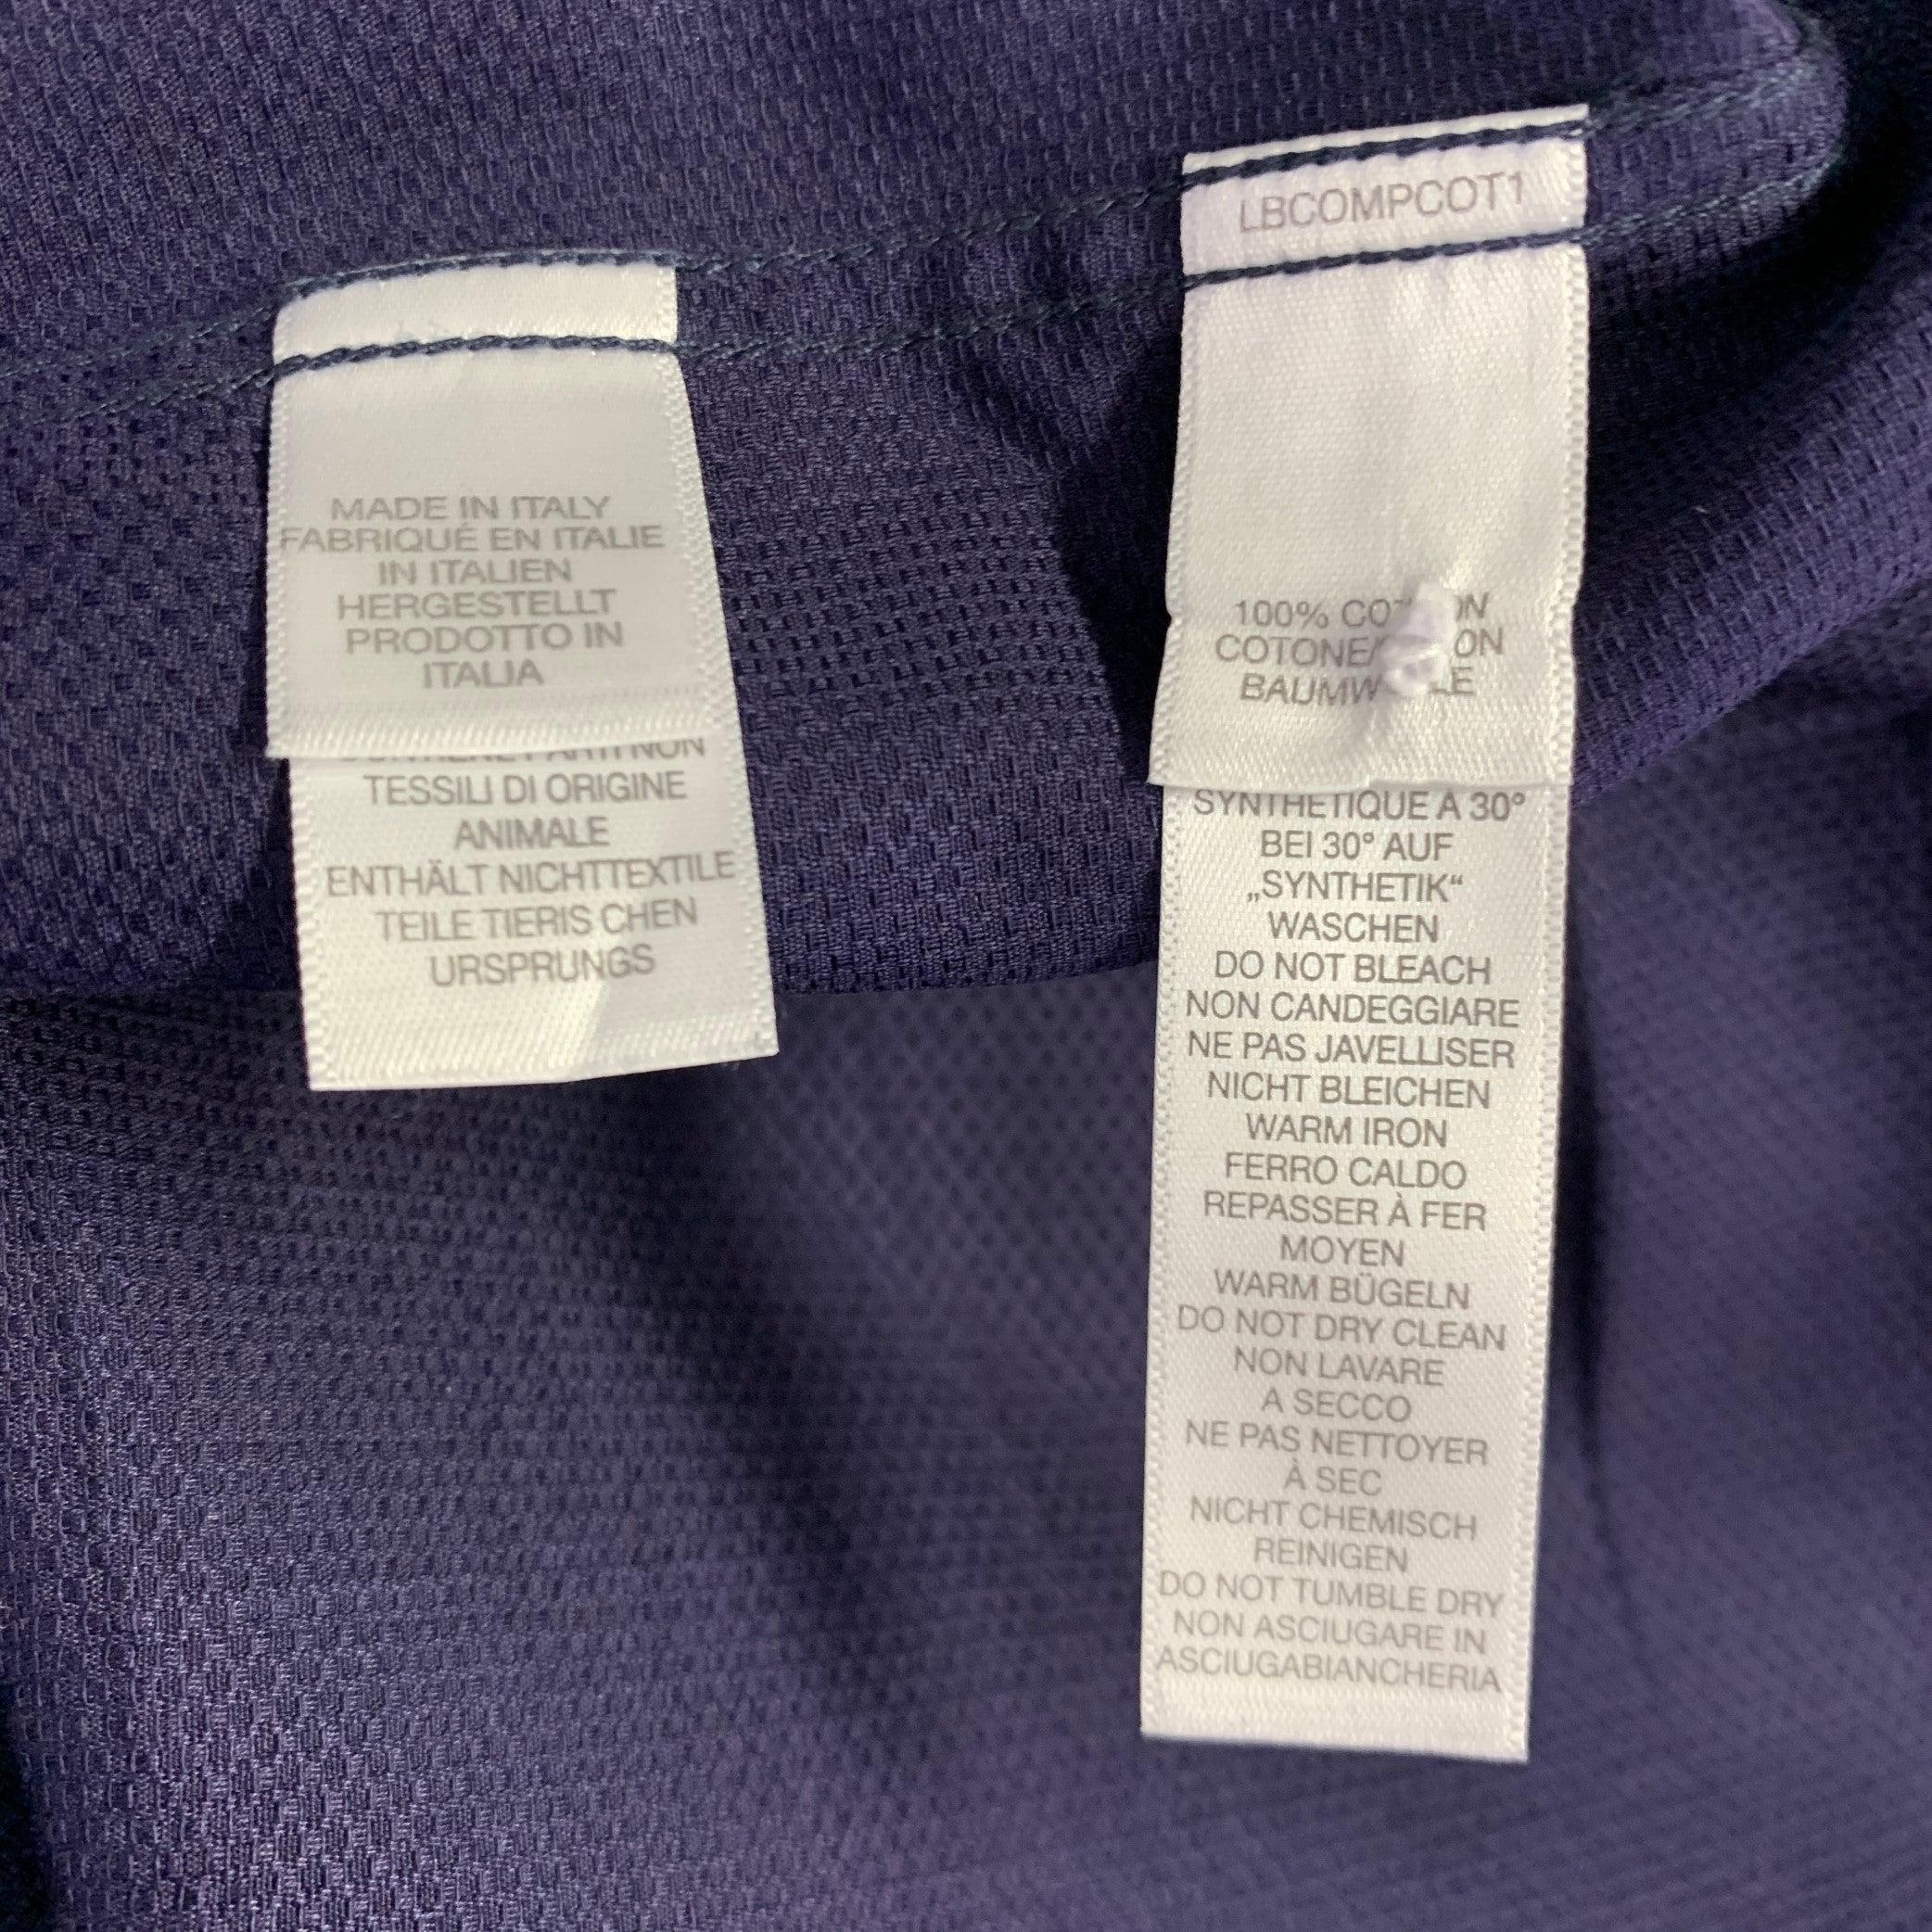 MADE IN ITALY
FABRIQUÉ EN ITALIE
IN ITALIEN
HERGESTELLT
PRODOTTO IN
ITALIA
NON
TESSILI DI ORIGINE
ANIMALE
ENTHÄLT NICHTTEXTILE
TEILE TIERIS CHEN
URSPRUNGS
LBCOMPCOT1
100%
SYNTHETIQUE A 30°
BEI 30° AUF
„SYNTHETIK“
WASCHEN
DO NOT BLEACH
NON CANDEGGIARE
NE PAS JAVELLISER
NICHT BLEICHEN
WARM IRON
FERRO CALDO
REPASSER À FER
MOYEN
WARM BÜGELN
DO NOT DRY CLEAN
NON LAVARE
A SECCO
NE PAS NETTOYER
À SEC
NICHT CHEMISCH
REINIGEN
DO NOT TUMBLE DRY
NON ASCIUGARE IN
ASCIUGABIANCHERIA